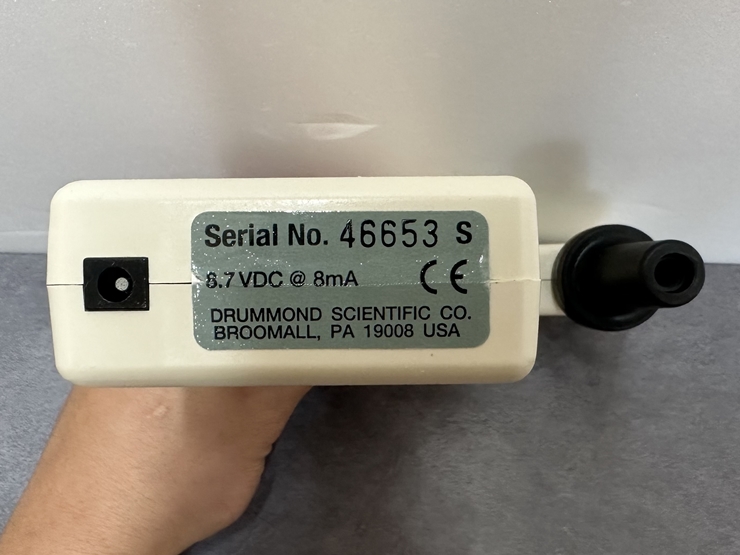 Serial No. 46653 S
8.7 VDC @ 8mA CE
DRUMMOND SCIENTIFIC CO.
BROOMALL, PA 19008 USA